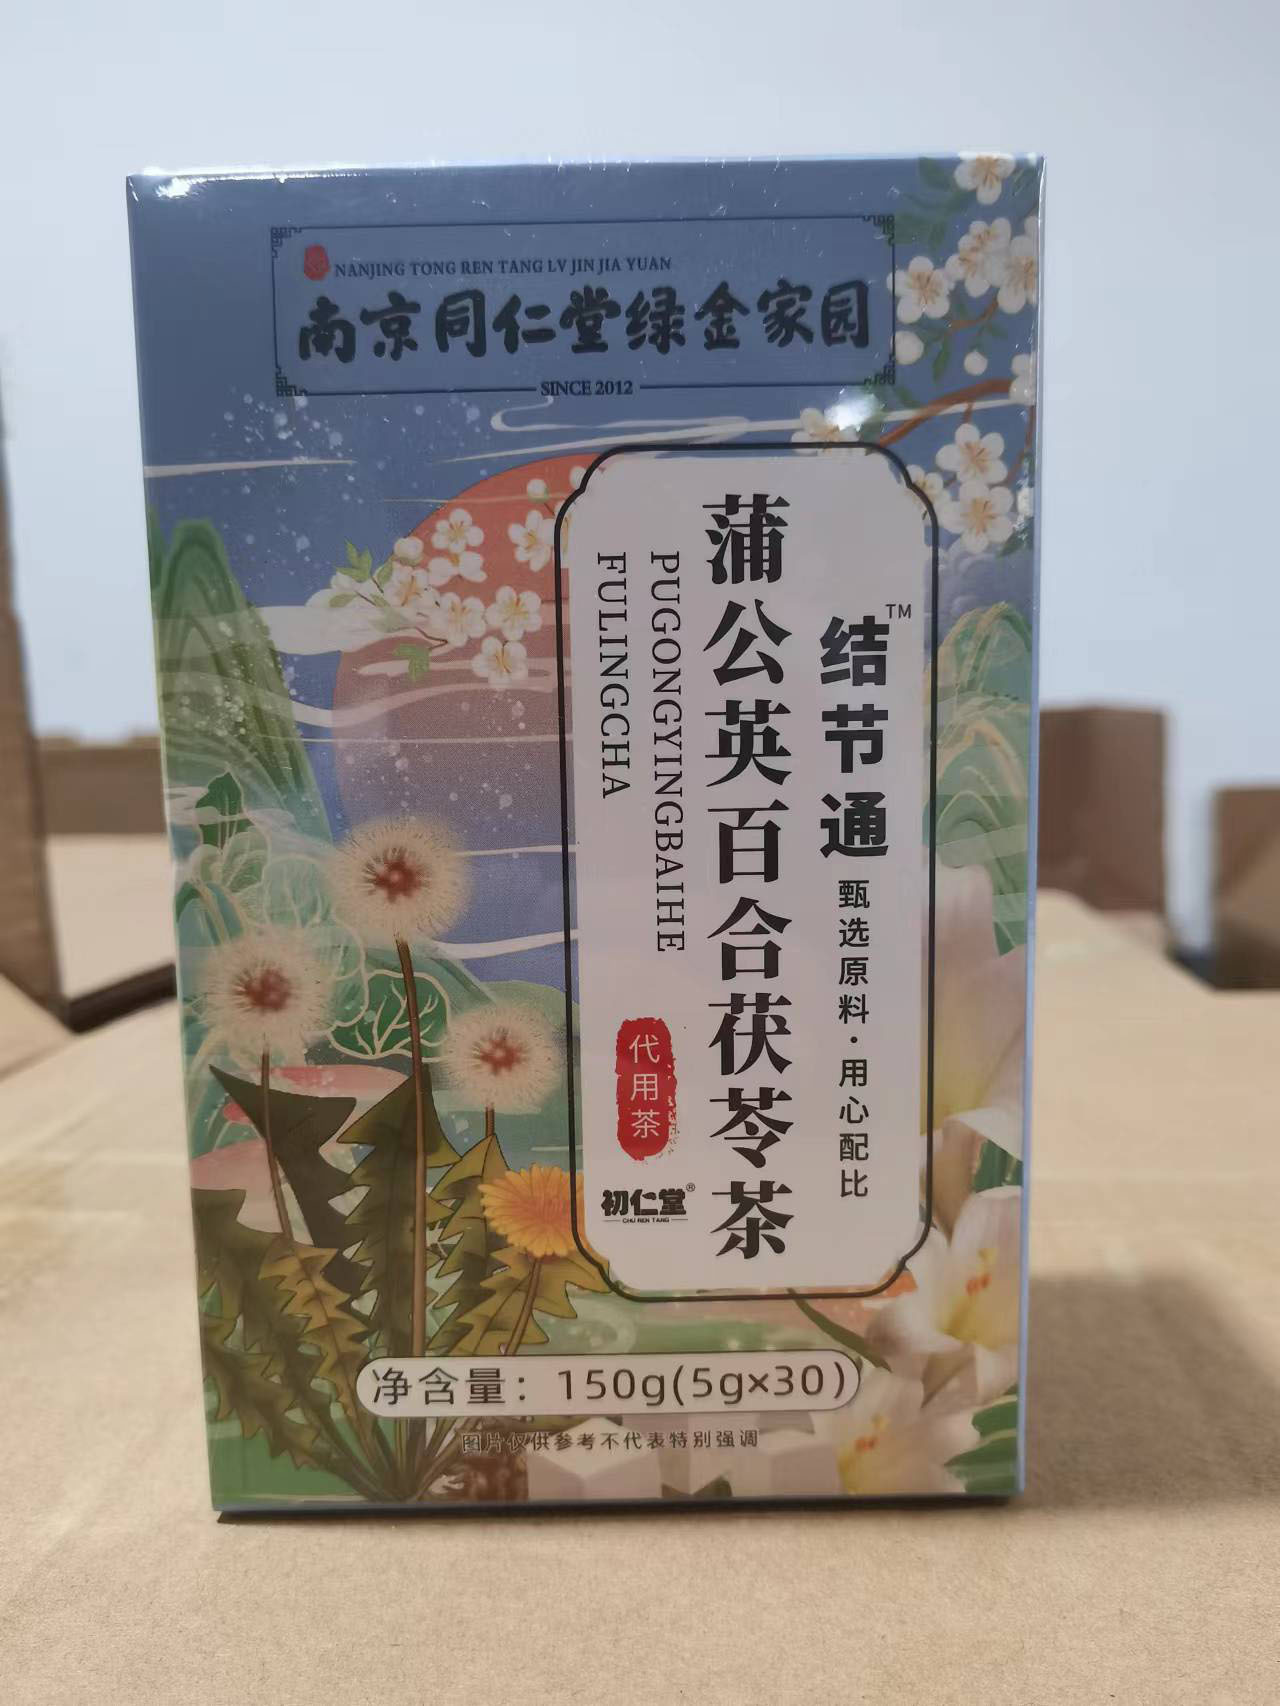 NANJING TONG REN TANG LV JIN JIA YUAN
南京同仁堂绿金家园
SINCE 2012
结节通™
甄选原料·用心配比
蒲公英百合茯苓茶
PUGONGYINGBAIHE
FULINGCHA
代用茶
初仁堂®
CHU REN TANG
净含量：150g(5g×30)
图片仅供参考不代表特别强调